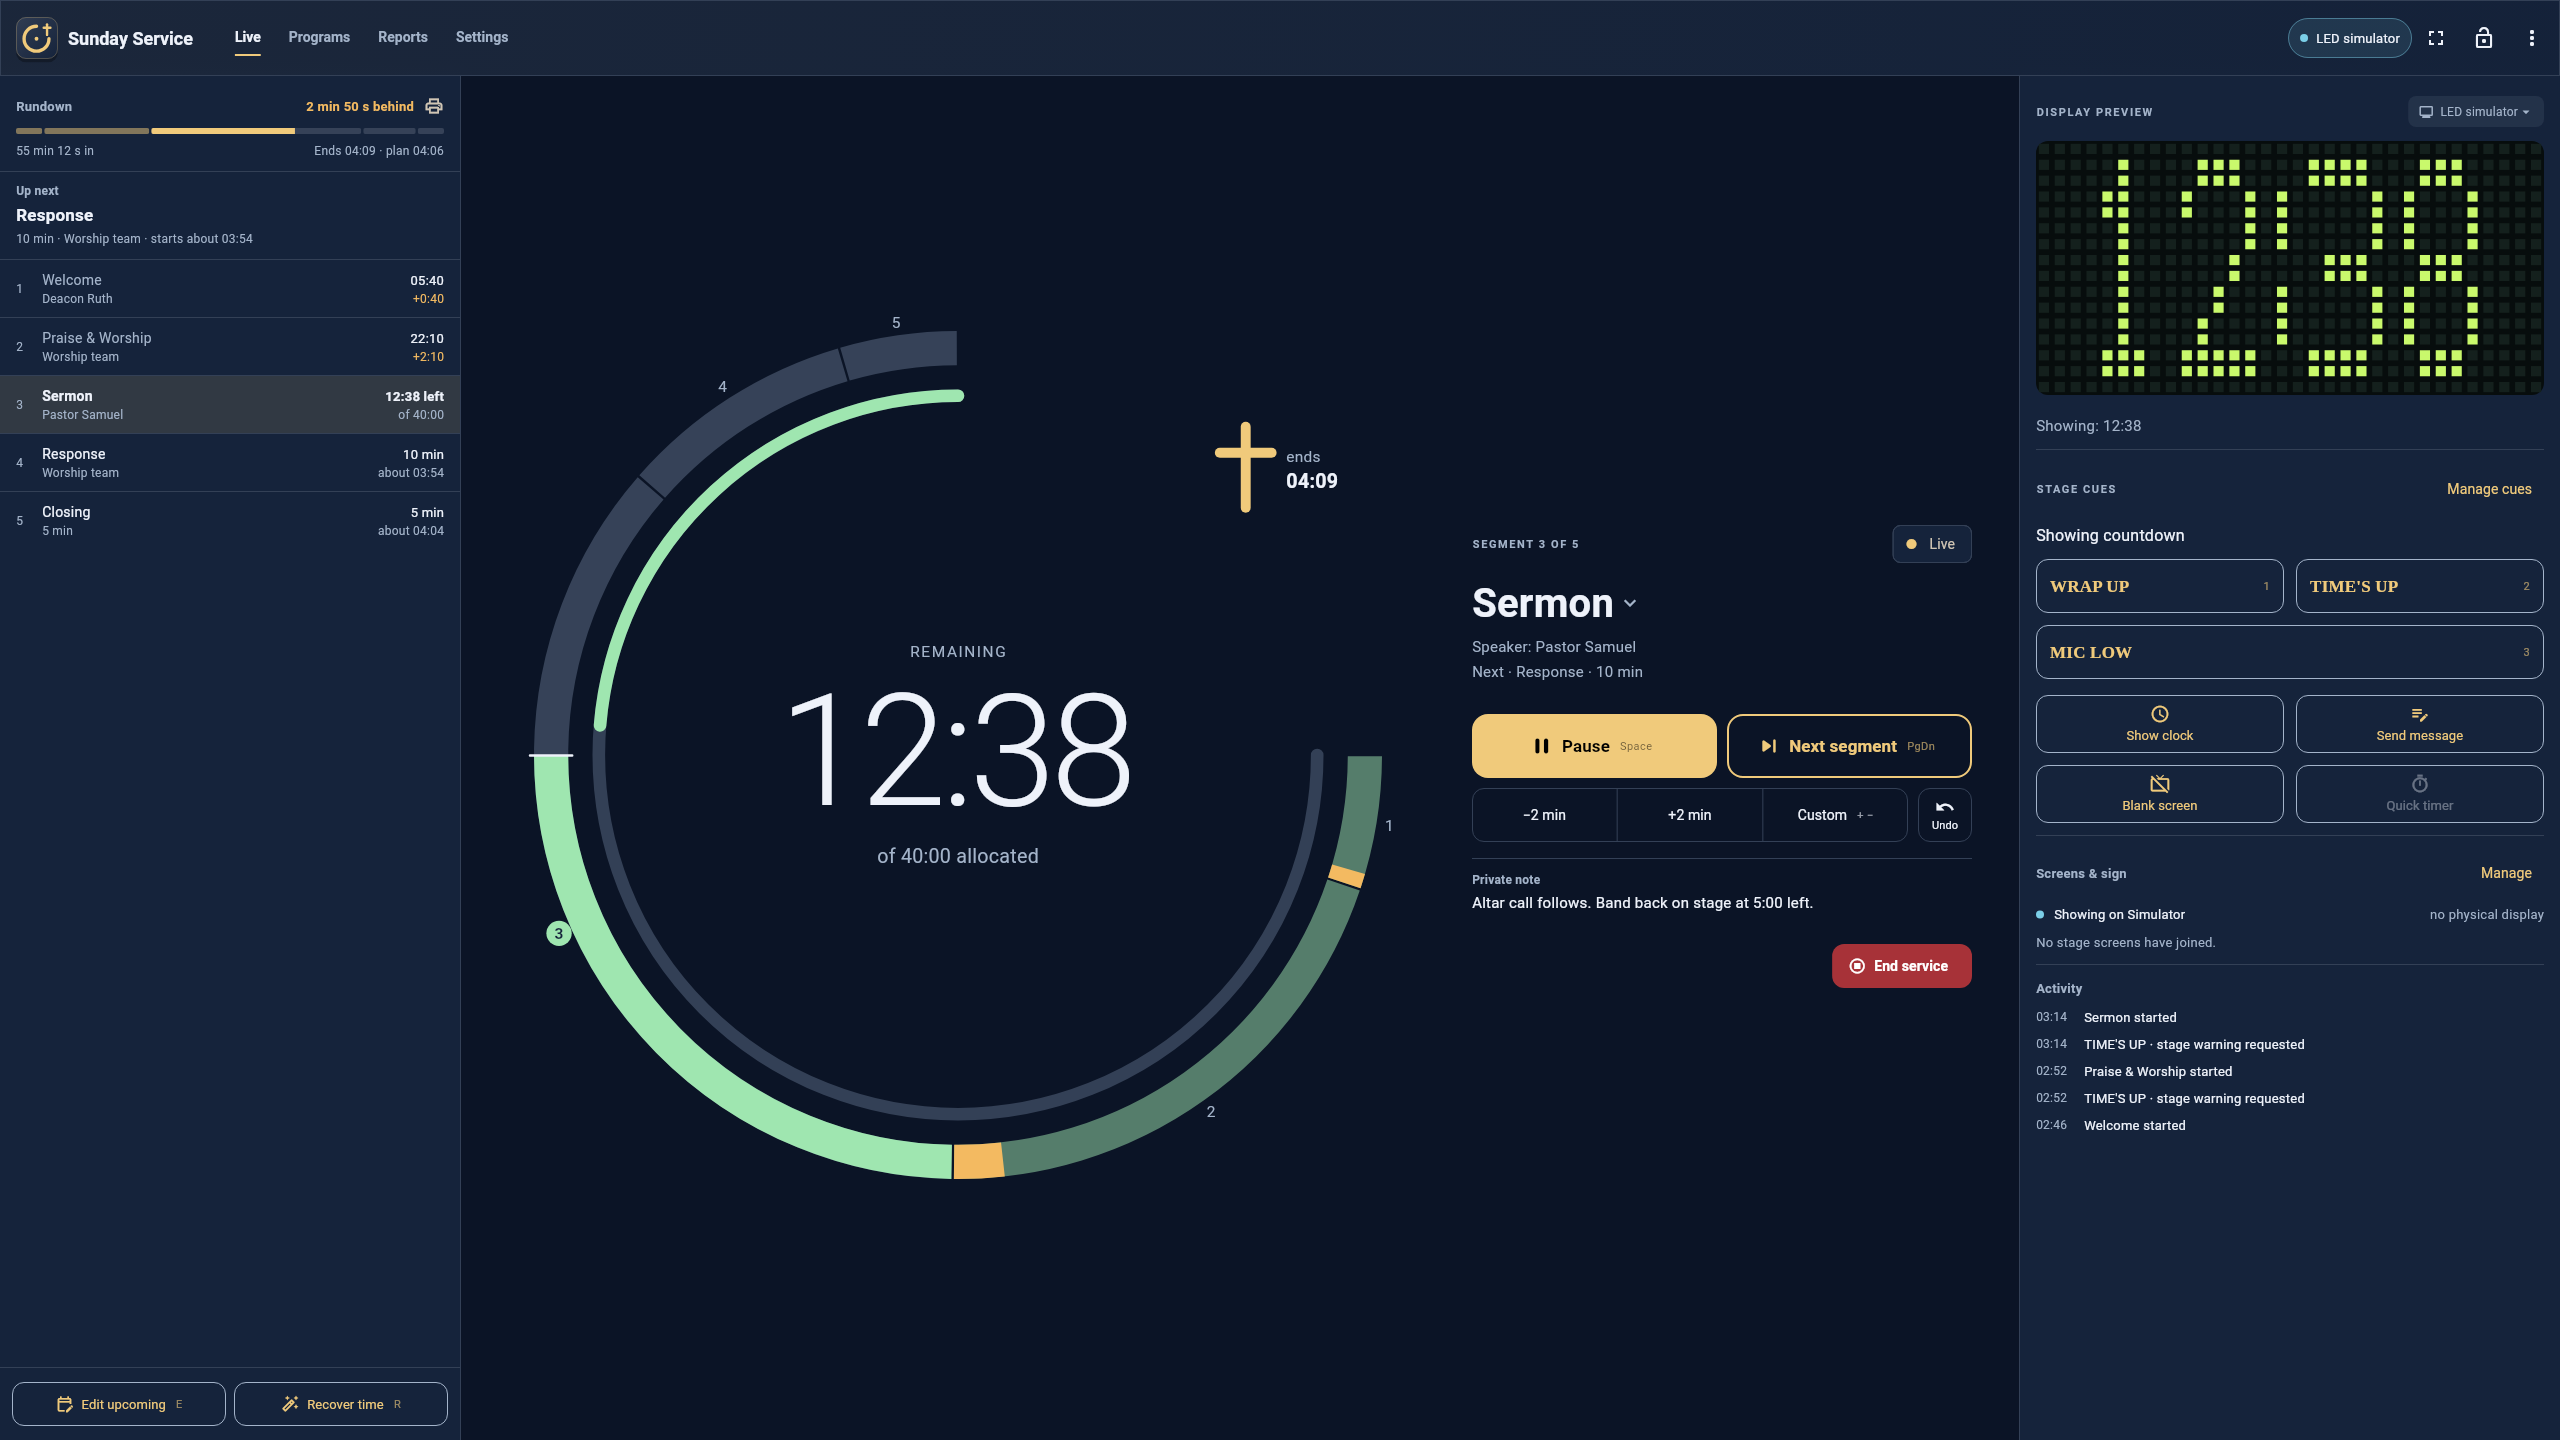 Sunday Service
Live
Programs
Reports
Settings
LED simulator
Rundown
2 min 50 s behind
55 min 12 s in
Ends 04:09 · plan 04:06
Up next
Response
10 min · Worship team · starts about 03:54
1
Welcome
05:40
Deacon Ruth
+0:40
2
Praise & Worship
22:10
Worship team
+2:10
3
Sermon
12:38 left
Pastor Samuel
of 40:00
4
Response
10 min
Worship team
about 03:54
5
Closing
5 min
5 min
about 04:04
Edit upcoming E
Recover time R
5
4
ends
04:09
REMAINING
12:38
of 40:00 allocated
1
3
2
SEGMENT 3 OF 5
Live
Sermon
Speaker: Pastor Samuel
Next · Response · 10 min
Pause Space
Next segment PgDn
−2 min
+2 min
Custom + −
Undo
Private note
Altar call follows. Band back on stage at 5:00 left.
End service
DISPLAY PREVIEW
LED simulator
12:38
Showing: 12:38
STAGE CUES
Manage cues
Showing countdown
WRAP UP 1
TIME'S UP 2
MIC LOW 3
Show clock
Send message
Blank screen
Quick timer
Screens & sign
Manage
Showing on Simulator
no physical display
No stage screens have joined.
Activity
03:14 Sermon started
03:14 TIME'S UP · stage warning requested
02:52 Praise & Worship started
02:52 TIME'S UP · stage warning requested
02:46 Welcome started